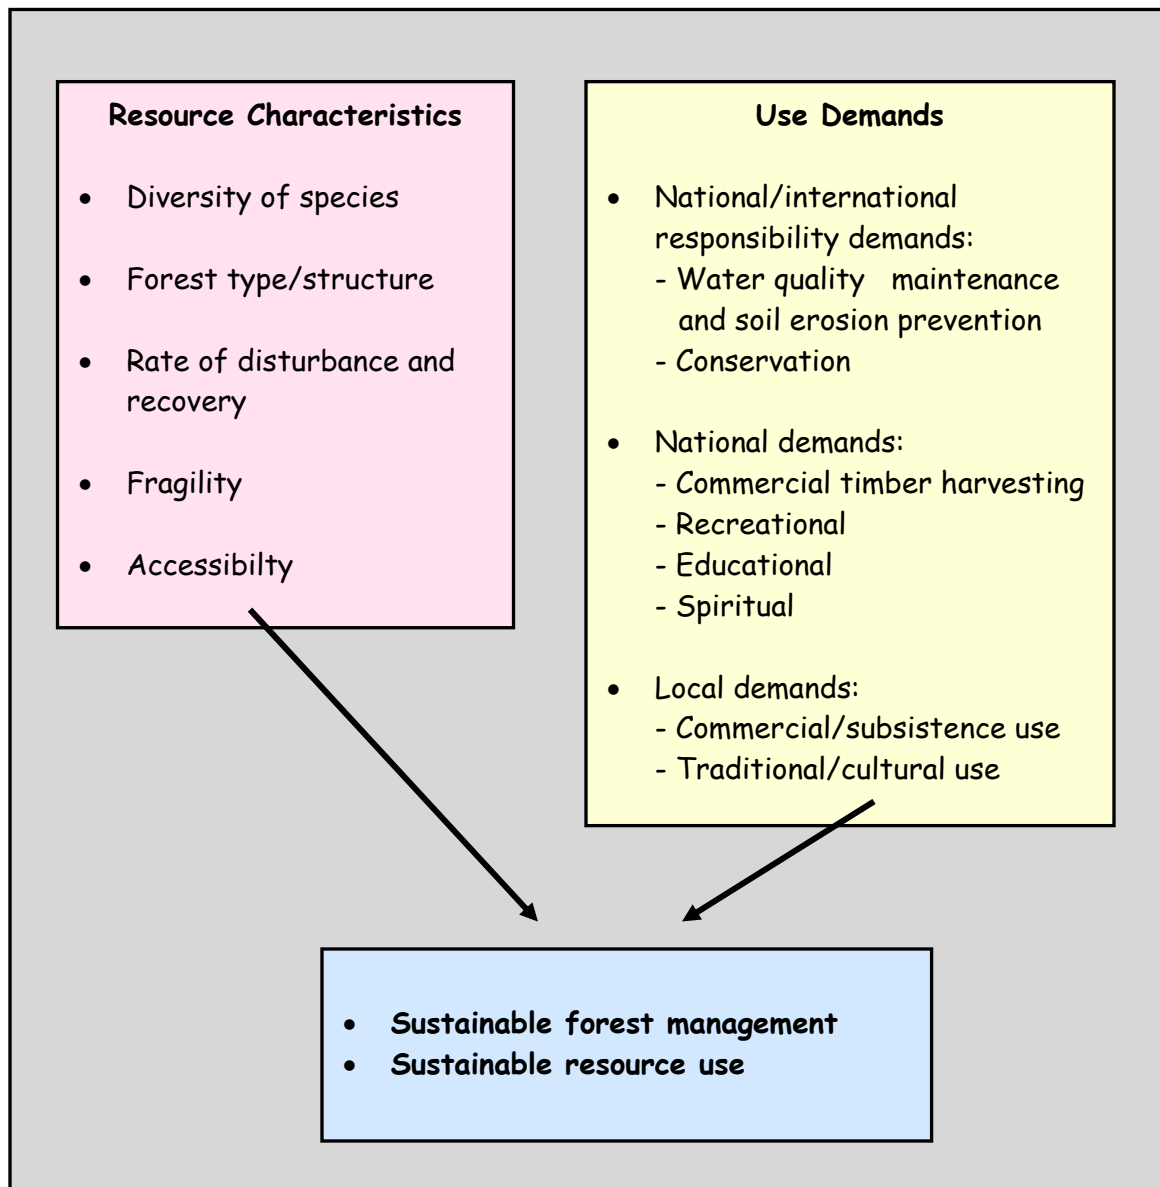 Resource Characteristics
• Diversity of species
• Forest type/structure
• Rate of disturbance and
recovery
• Fragility
• Accessibilty
Use Demands
• National/international
responsibility demands:
- Water quality maintenance
and soil erosion prevention
- Conservation
• National demands:
- Commercial timber harvesting
- Recreational
- Educational
- Spiritual
• Local demands:
- Commercial/subsistence use
- Traditional/cultural use
• Sustainable forest management
• Sustainable resource use